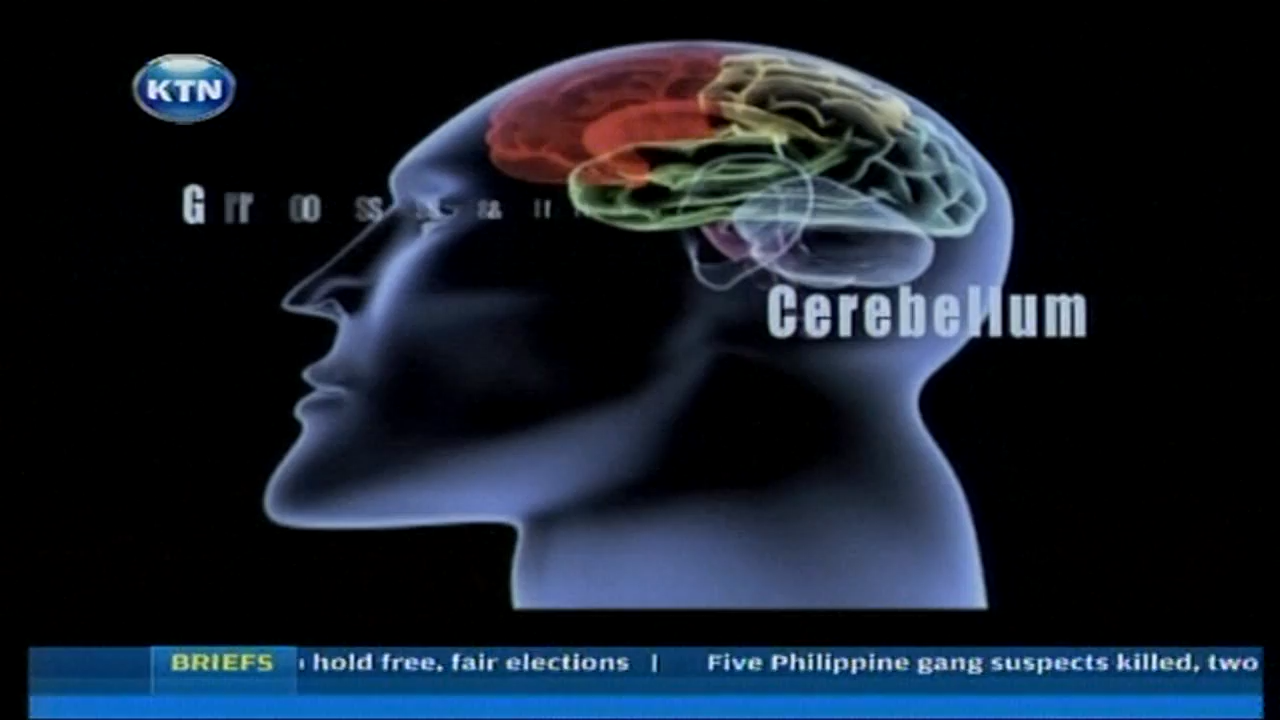 KTN
Cerebellum
BRIEFS
hold free, fair elections | Five Philippine gang suspects killed, two